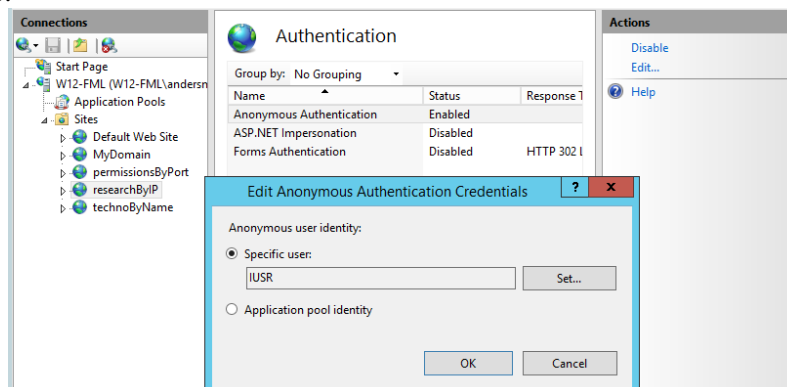 Connections
Start Page
W12-FML (W12-FML\andersn
Application Pools
Sites
Default Web Site
MyDomain
permissionsByPort
researchByIP
technoByName
Authentication
Group by: No Grouping
Name Status Response T
Anonymous Authentication Enabled
ASP.NET Impersonation Disabled
Forms Authentication Disabled HTTP 302 L
Actions
Disable
Edit...
Help
Edit Anonymous Authentication Credentials ? x
Anonymous user identity:
Specific user:
IUSR Set...
Application pool identity
OK Cancel